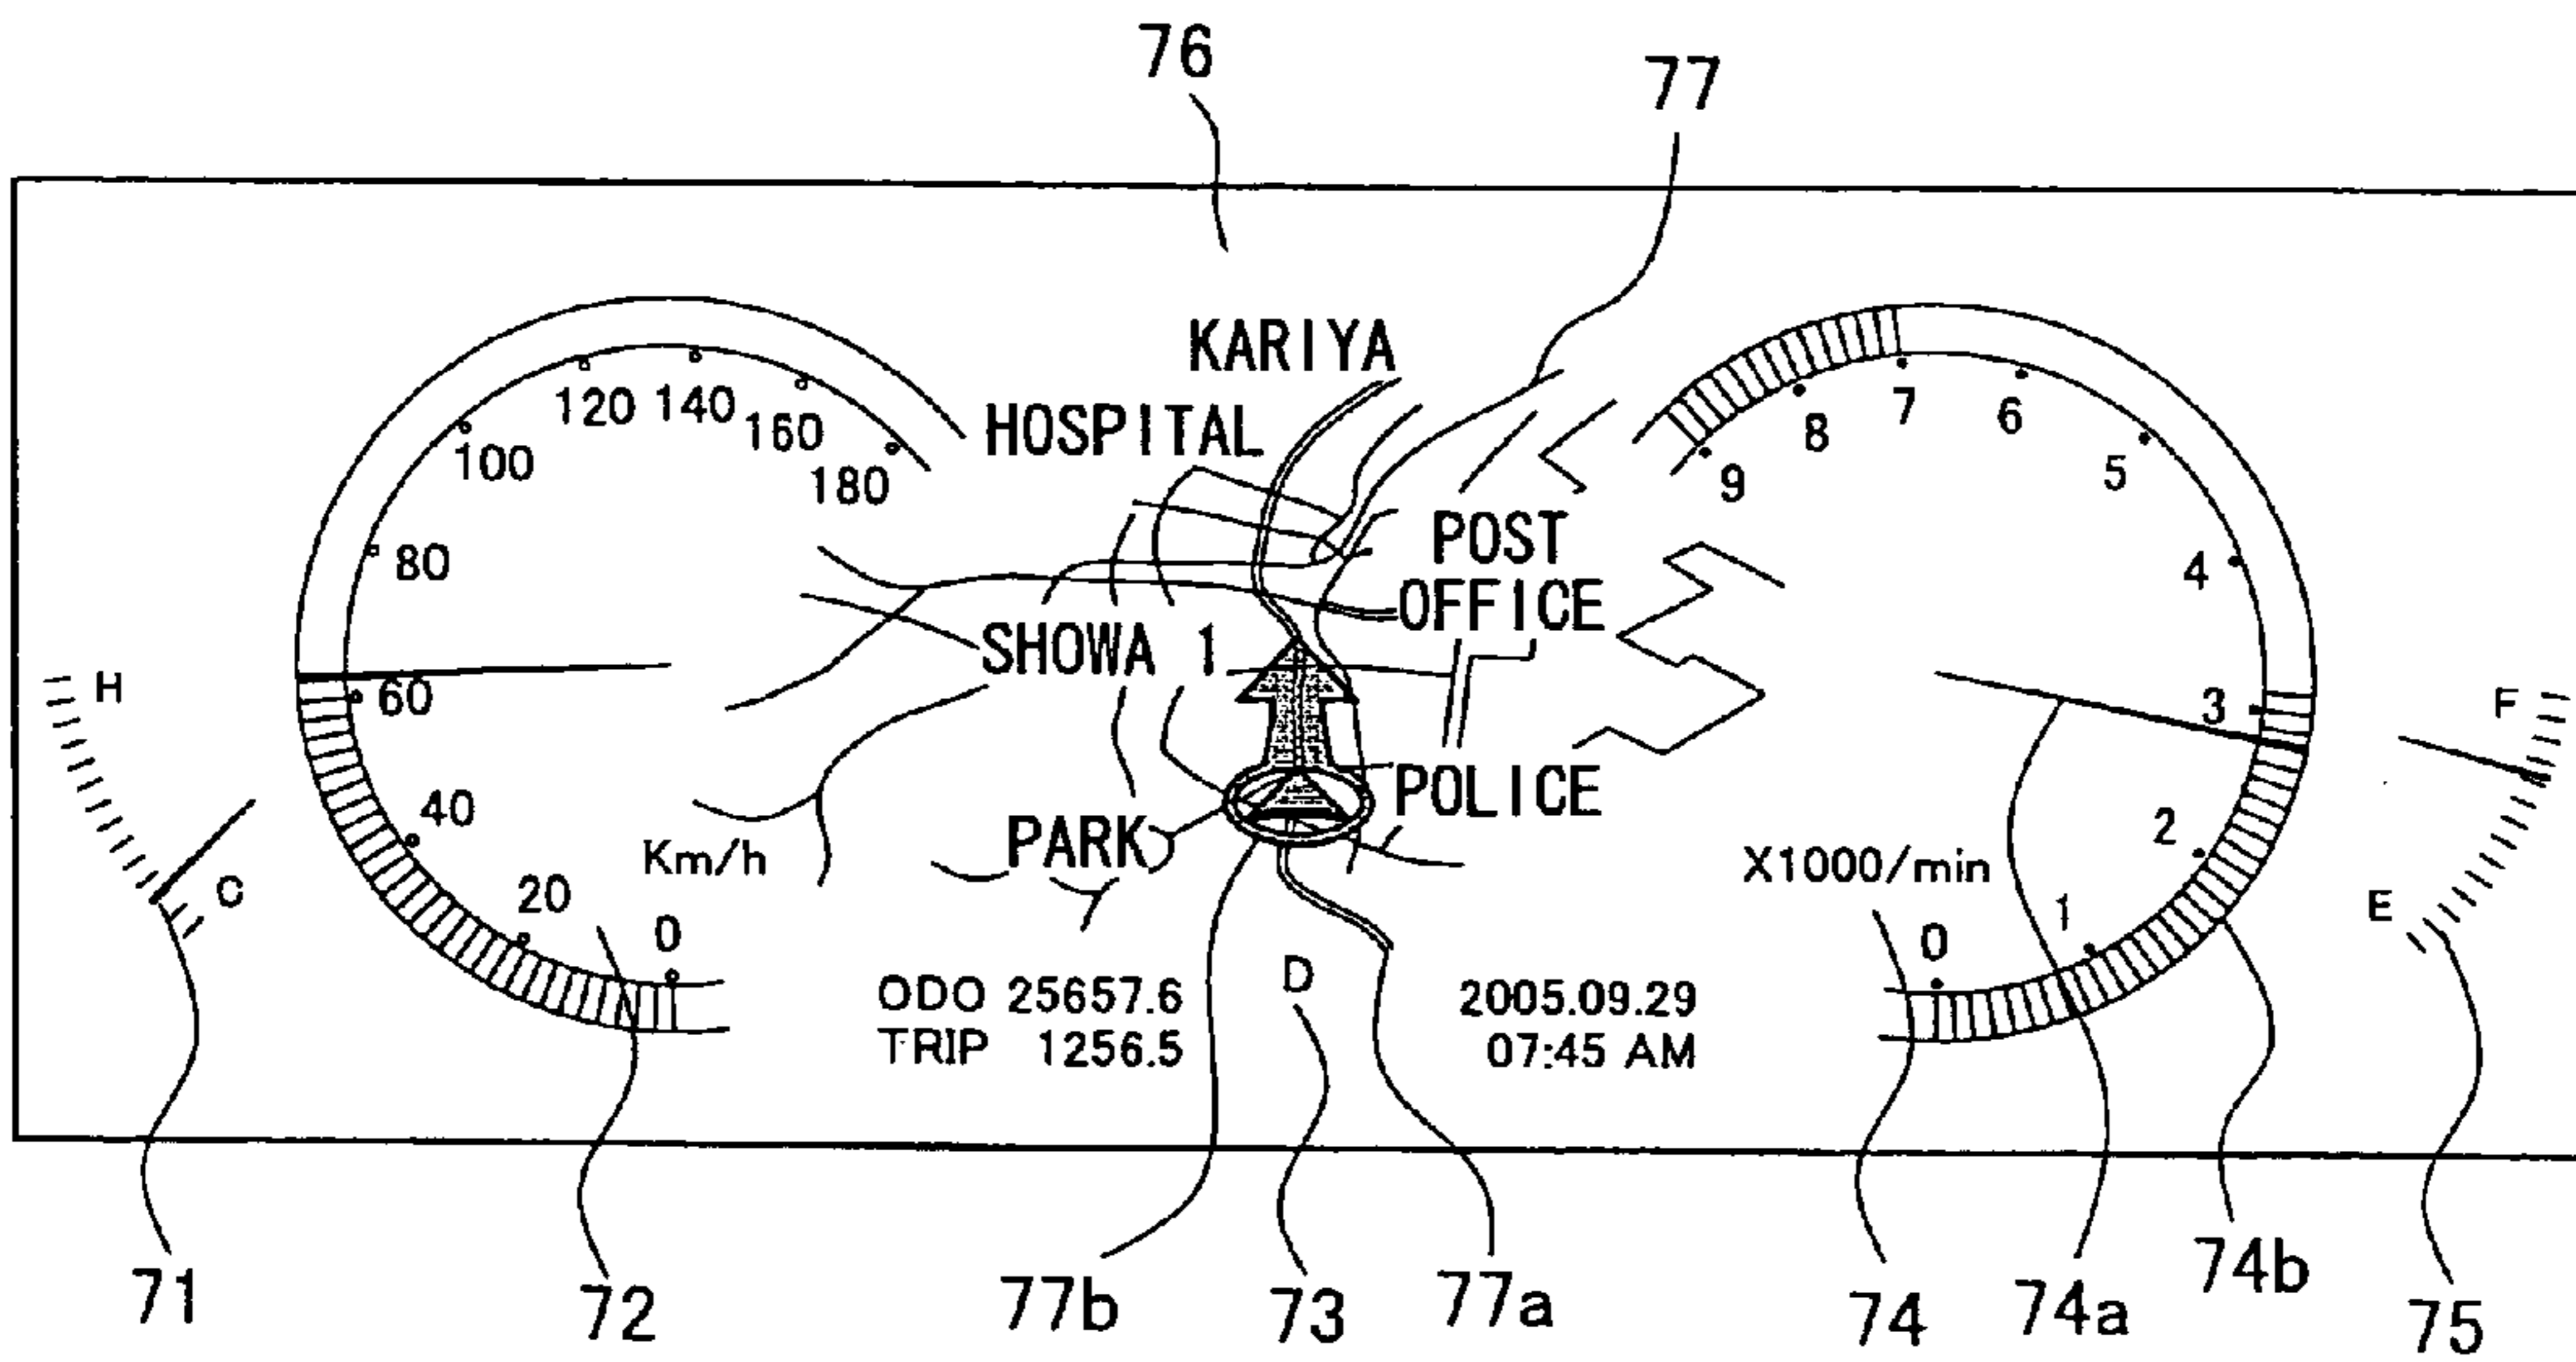 76
77
KARIYA
HOSPITAL
POST
OFFICE
SHOWA 1
POLICE
PARK
120 140
160
100
180
80
60
40
20
0
Km/h
H
C
7
8
6
9
5
4
3
2
1
0
X1000/min
F
E
D
ODO 25657.6
TRIP 1256.5
2005.09.29
07:45 AM
71
72
77b
73
77a
74
74a
74b
75